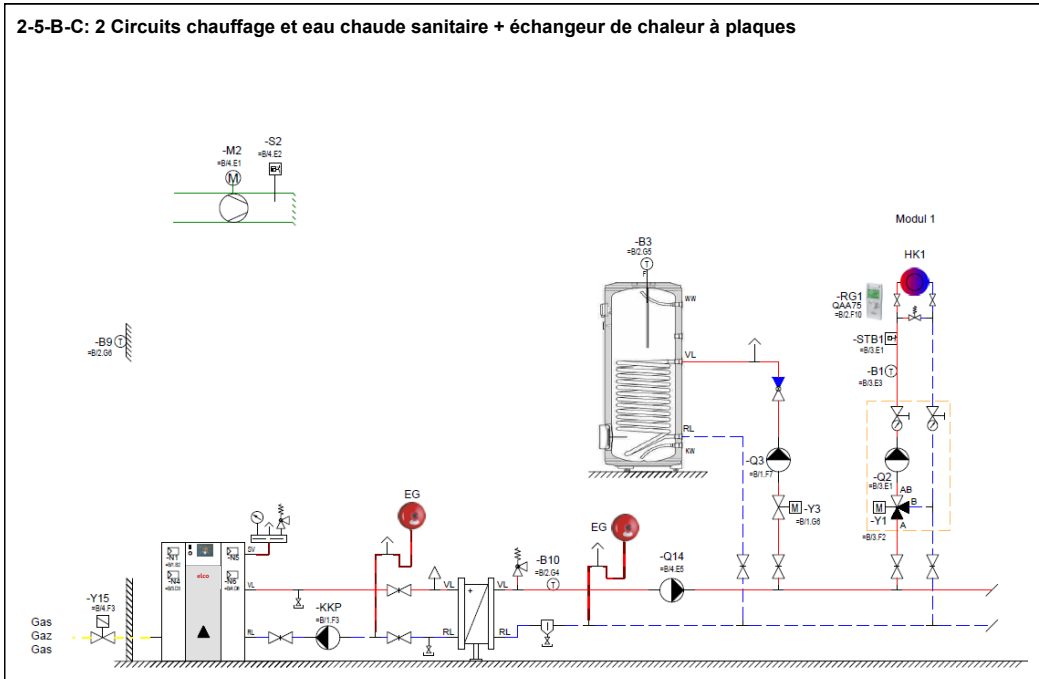 2-5-B-C: 2 Circuits chauffage et eau chaude sanitaire + échangeur de chaleur à plaques
-M2
=B/4.E1
M
-S2
=B/4.E2
-B9
=B/2.G6
T
-B3
=B/2.G5
T
F
WW
VL
RL
KW
-Q3
=B/1.F7
M
-Y3
=B/1.G6
Modul 1
HK1
-RG1
QAA75
=B/2.F10
-STB1
=B/3.E1
-B1
=B/3.E3
T
-Q2
=B/3.E1
AB
B
M
-Y1
A
=B/3.F2
EG
EG
SV
-N1
-N5
elco
-N4
-N6
VL
RL
-Y15
=B/4.F3
Gas
Gaz
Gas
-KKP
=B/1.F3
VL
RL
+
VL
RL
-B10
=B/2.G4
T
-Q14
=B/4.E5